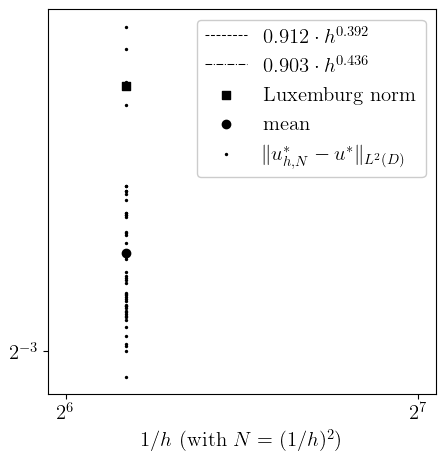 0.912 · h^{0.392}
0.903 · h^{0.436}
Luxemburg norm
mean
∥u^*_{h,N} − u^*∥_{L^2(D)}
2^{−3}
2^6 2^7
1/h (with N = (1/h)^2)